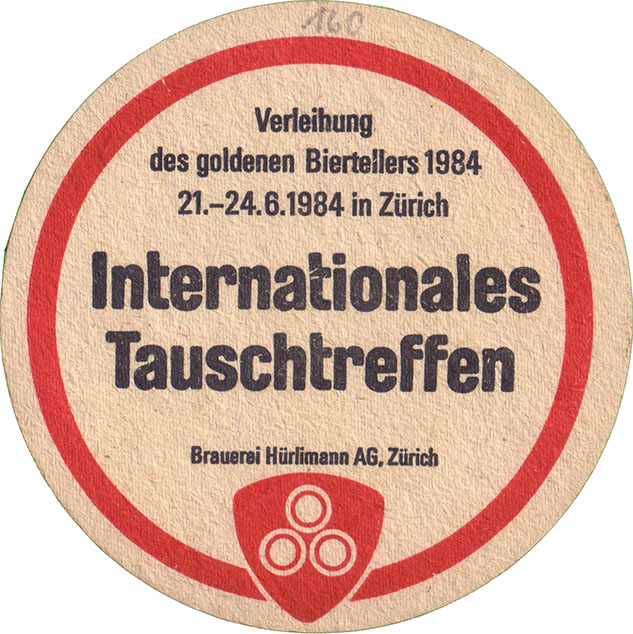 160
Verleihung
des goldenen Biertellers 1984
21.–24.6.1984 in Zürich
Internationales
Tauschtreffen
Brauerei Hürlimann AG, Zürich